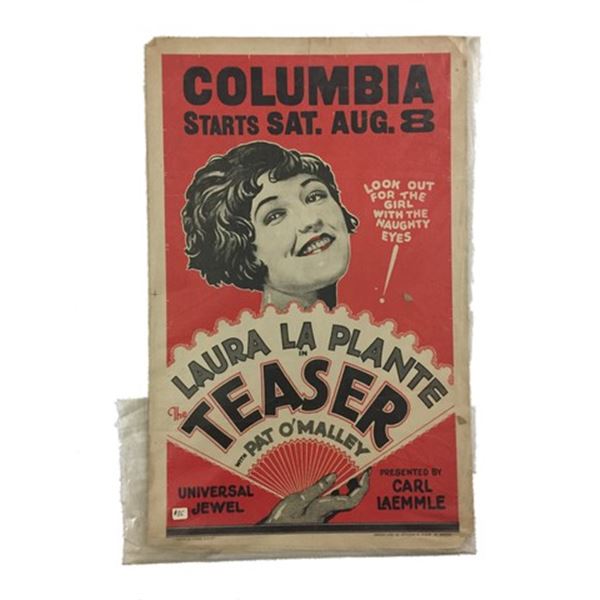 COLUMBIA
STARTS SAT. AUG. 8
LOOK OUT
FOR THE
GIRL
WITH THE
NAUGHTY
EYES!
LAURA LA PLANTE
IN
The TEASER
WITH PAT O'MALLEY
UNIVERSAL
JEWEL
PRESENTED BY
CARL
LAEMMLE